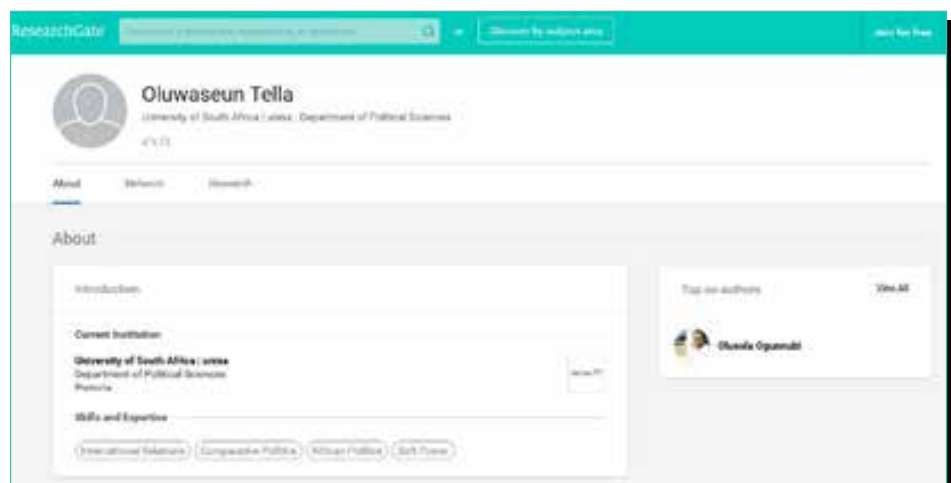 ResearchGate
or
Discover by subject area
Join for free
Oluwaseun Tella
University of South Africa | unisa · Department of Political Sciences
About
Network
Research
About
Introduction
Current Institution
University of South Africa | unisa
Department of Political Sciences
Pretoria
Skills and Expertise
International Relations
Comparative Politics
African Politics
Soft Power
Top co-authors
View All
Olusola Ogunnubi